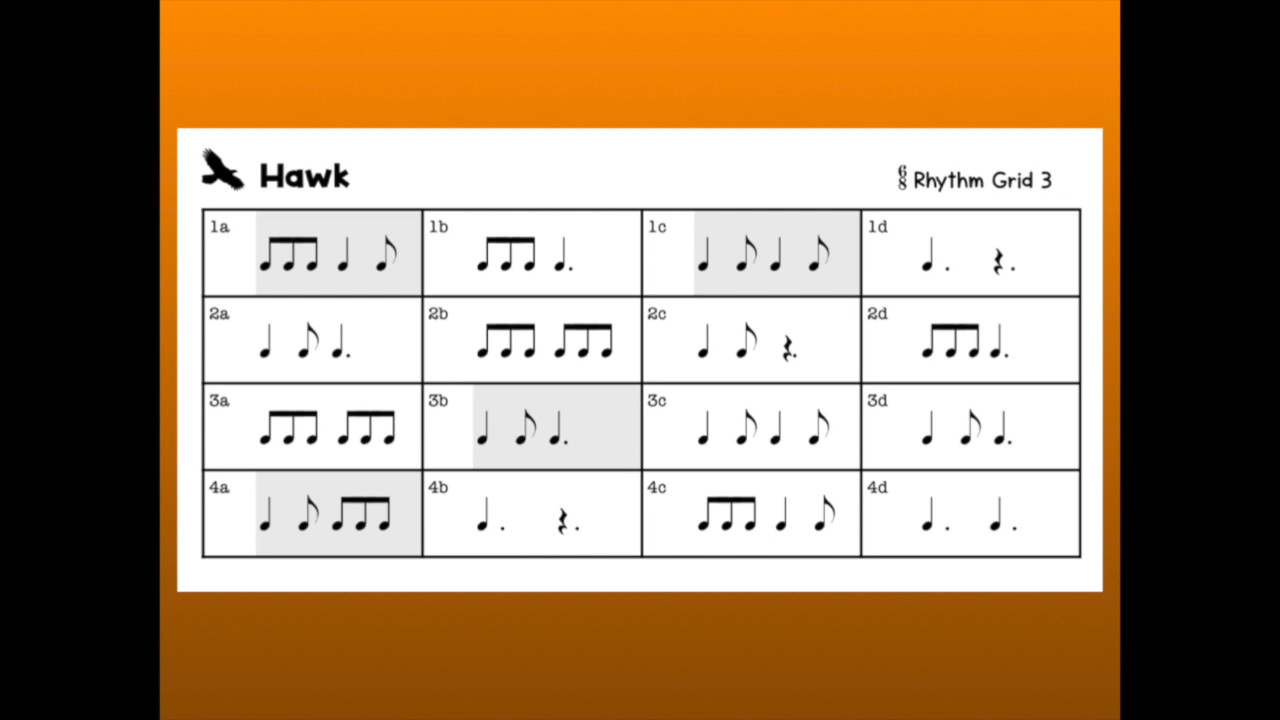 Hawk
6 8 Rhythm Grid 3
1a 1b 1c 1d
2a 2b 2c 2d
3a 3b 3c 3d
4a 4b 4c 4d